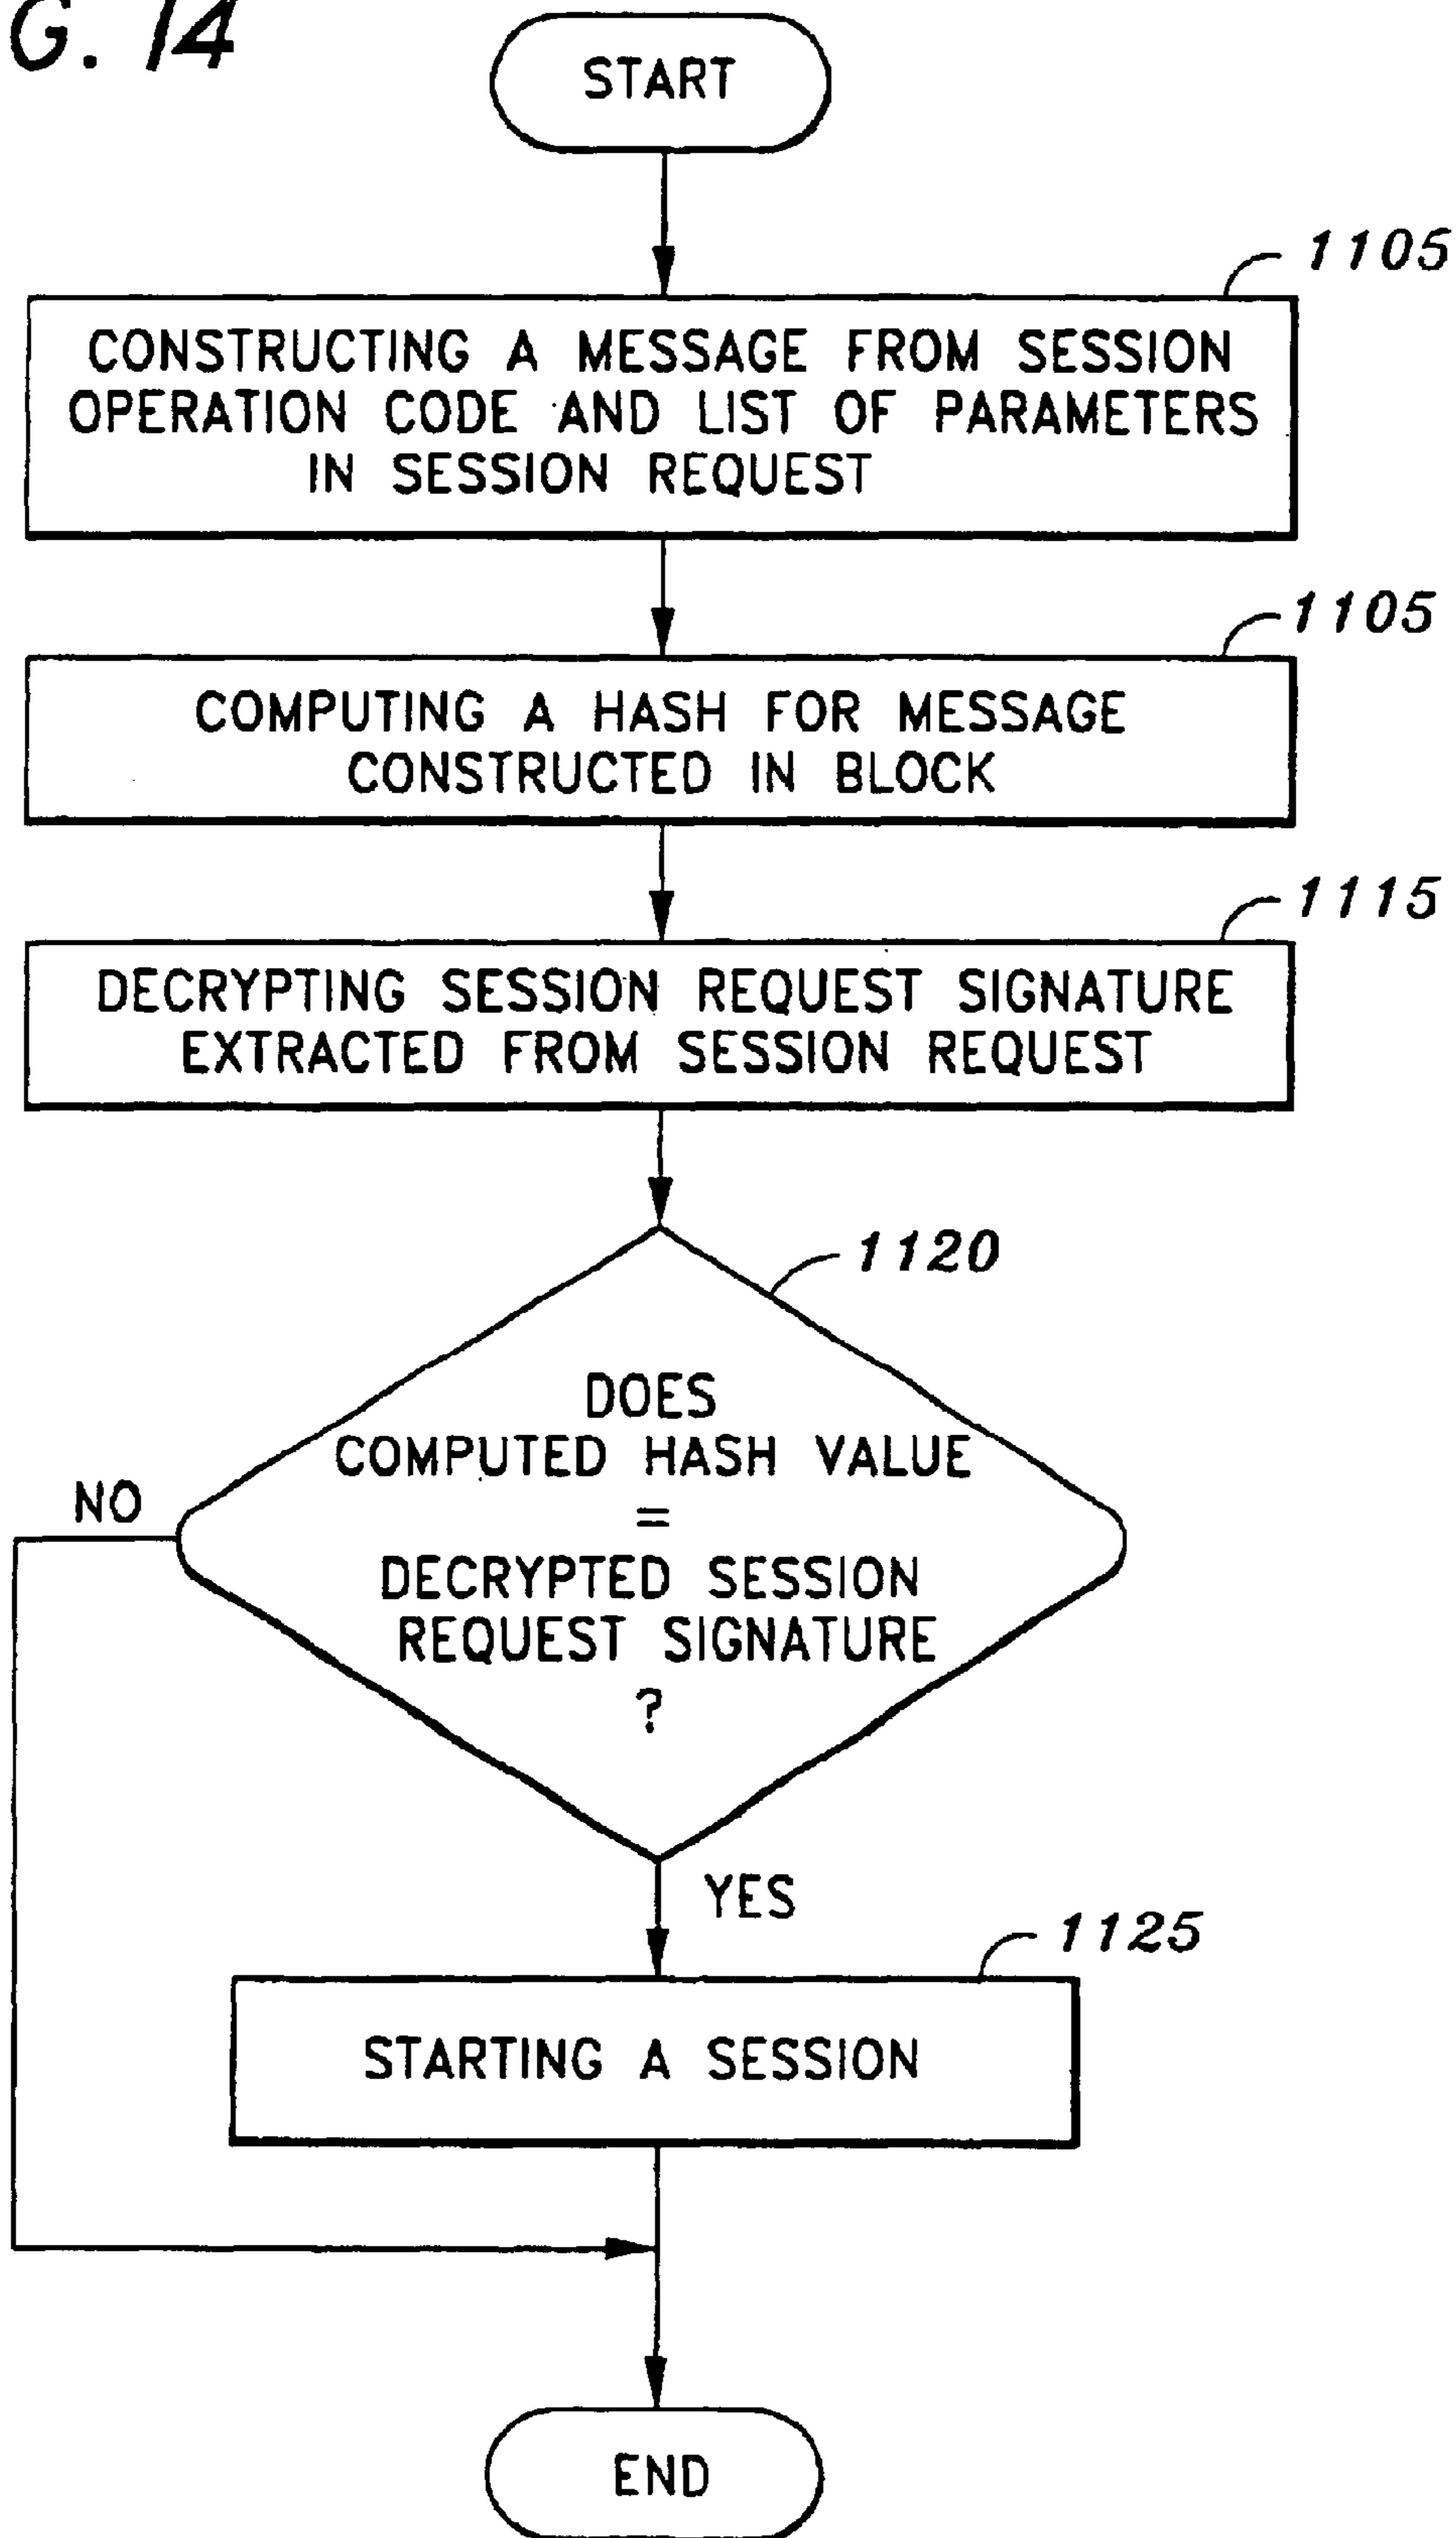 G. 14
START
1105
CONSTRUCTING A MESSAGE FROM SESSION
OPERATION CODE AND LIST OF PARAMETERS
IN SESSION REQUEST
1105
COMPUTING A HASH FOR MESSAGE
CONSTRUCTED IN BLOCK
1115
DECRYPTING SESSION REQUEST SIGNATURE
EXTRACTED FROM SESSION REQUEST
1120
DOES
COMPUTED HASH VALUE
=
DECRYPTED SESSION
REQUEST SIGNATURE
?
NO
YES
1125
STARTING A SESSION
END